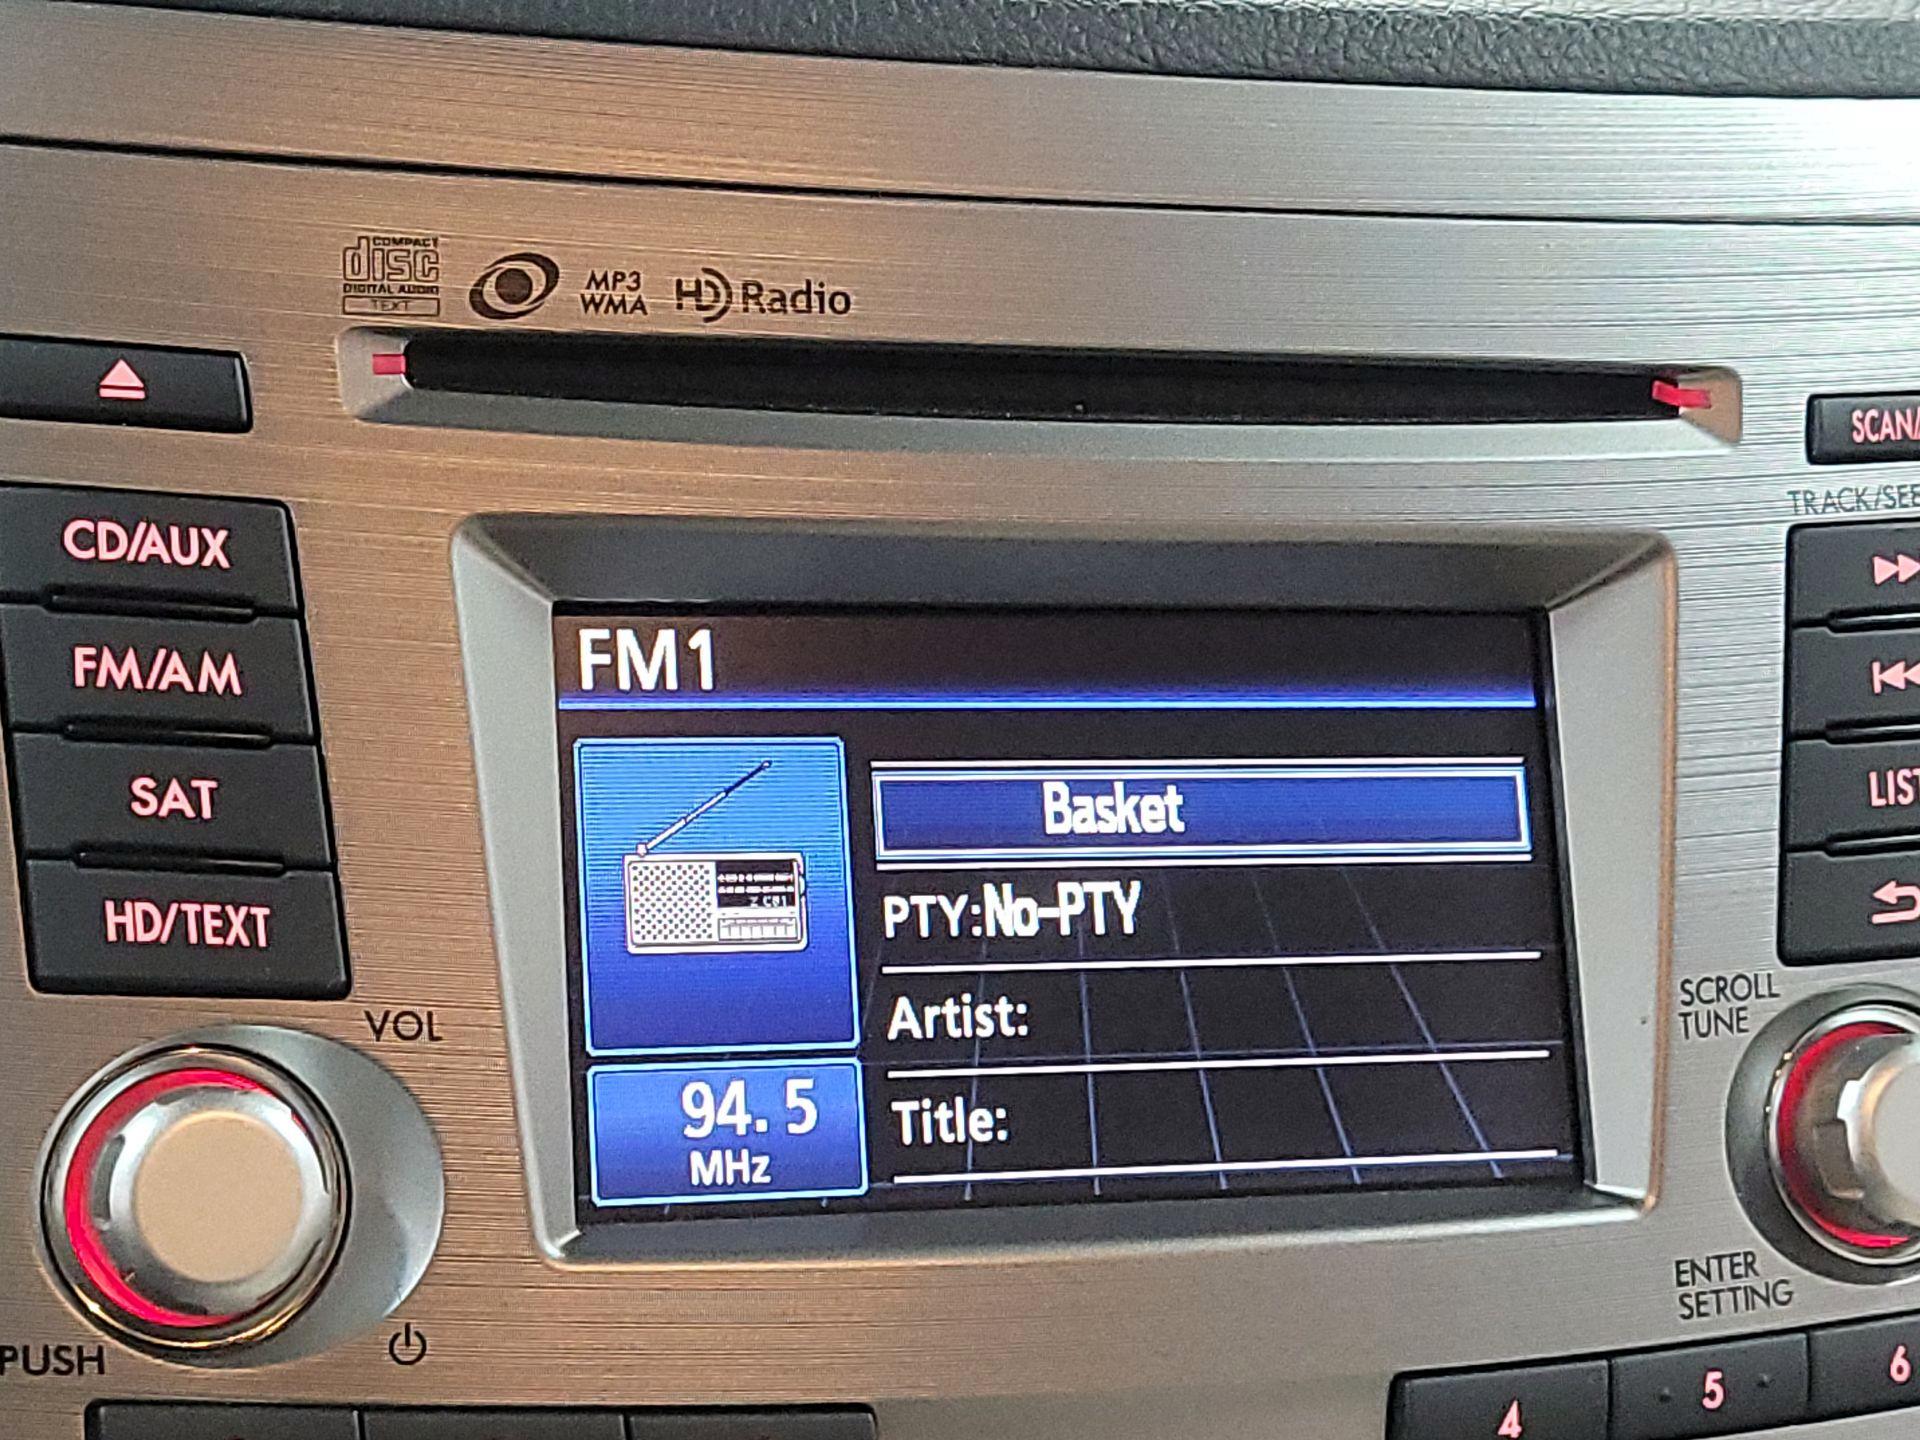 COMPACT
disc
DIGITAL AUDIO
TEXT
MP3
WMA
HD Radio
SCAN/
TRACK/SEE
CD/AUX
FM/AM
SAT
HD/TEXT
LIST
FM1
Basket
PTY:No-PTY
Artist:
Title:
94.5
MHz
VOL
PUSH
SCROLL
TUNE
ENTER
SETTING
4
5
6